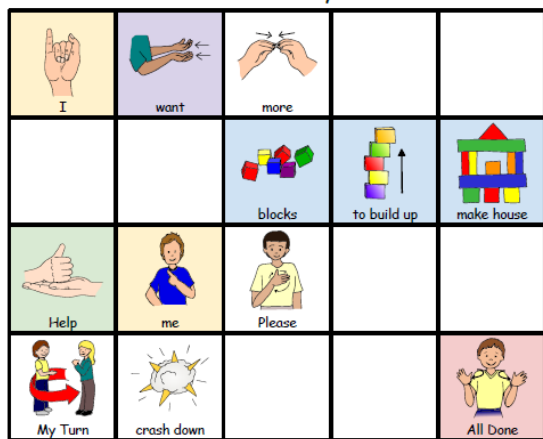 I
want
more
blocks
to build up
make house
Help
me
Please
My Turn
crash down
All Done